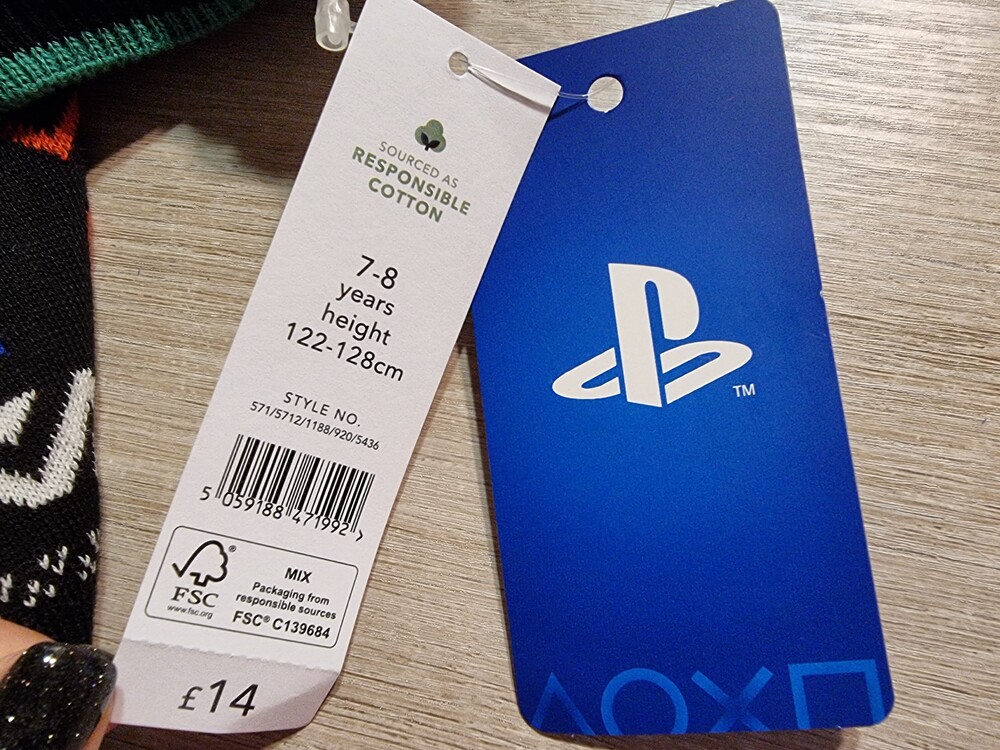 SOURCED AS
RESPONSIBLE
COTTON
7-8
years
height
122-128cm
STYLE NO.
571/5712/1188/920/5436
5 059188 471992 >
FSC®
www.fsc.org
MIX
Packaging from
responsible sources
FSC® C139684
£14
TM